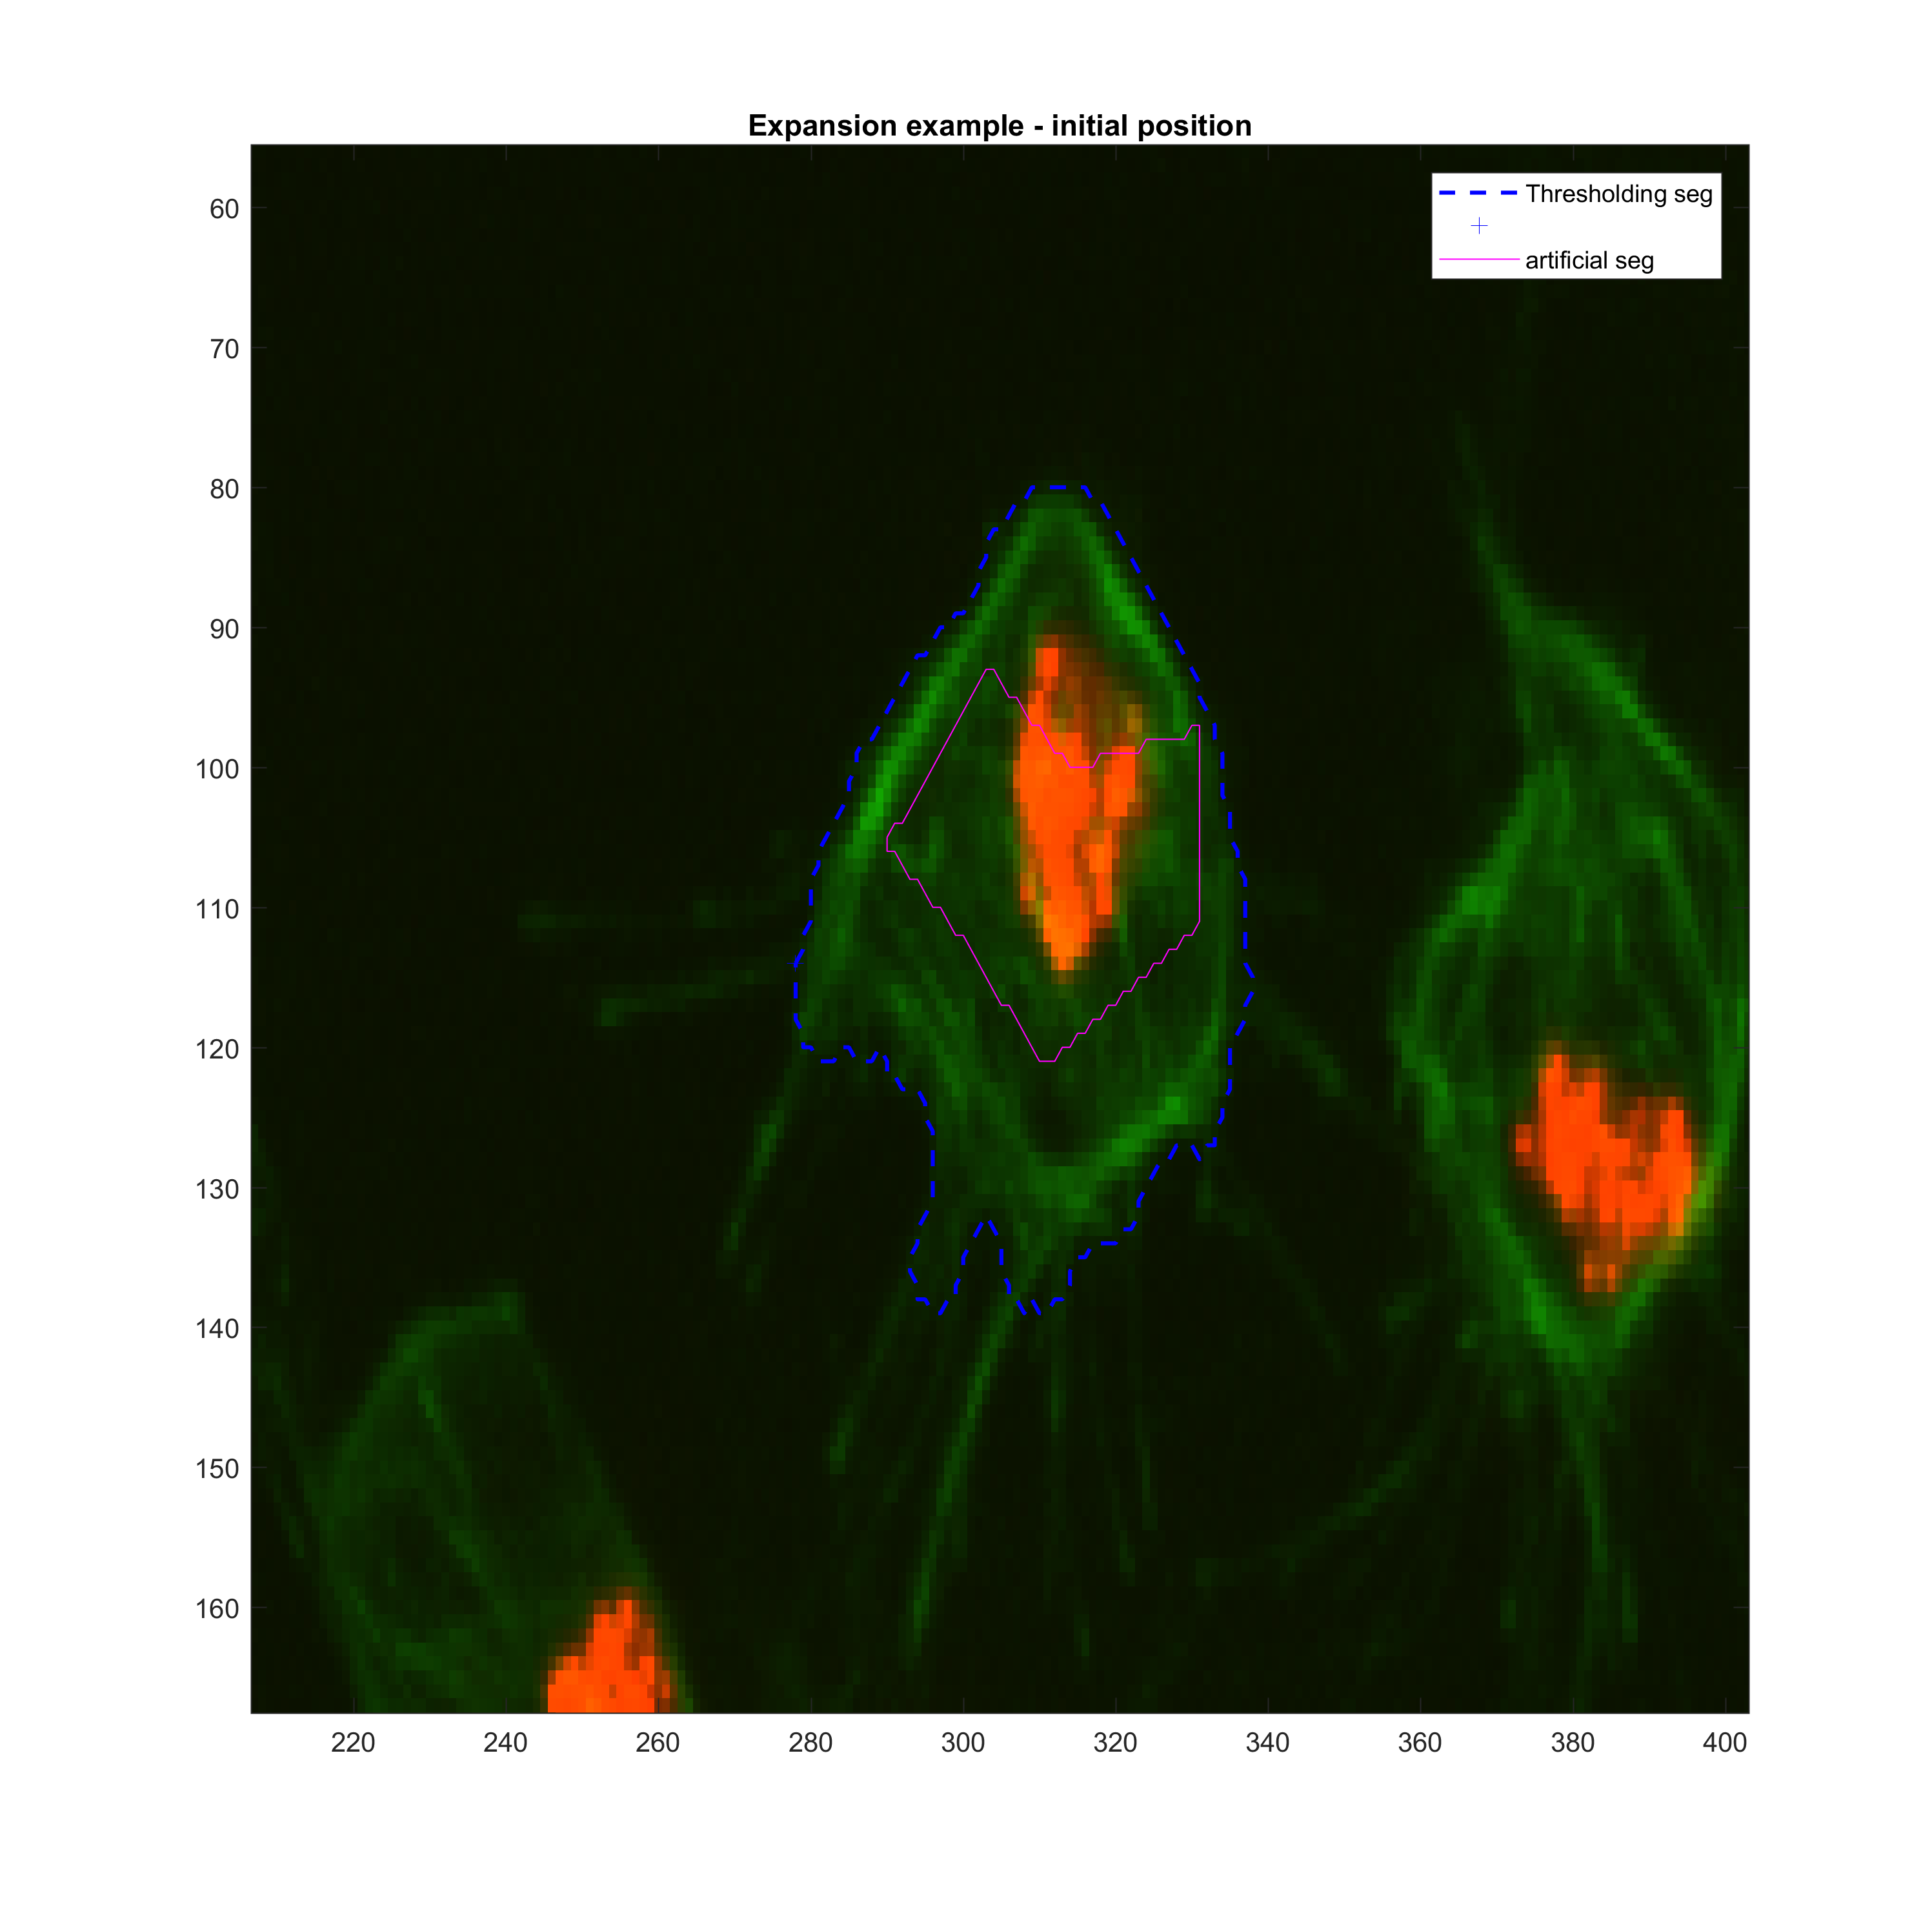 Expansion example - initial position
Thresholding seg
artificial seg
60
70
80
90
100
110
120
130
140
150
160
220 240 260 280 300 320 340 360 380 400